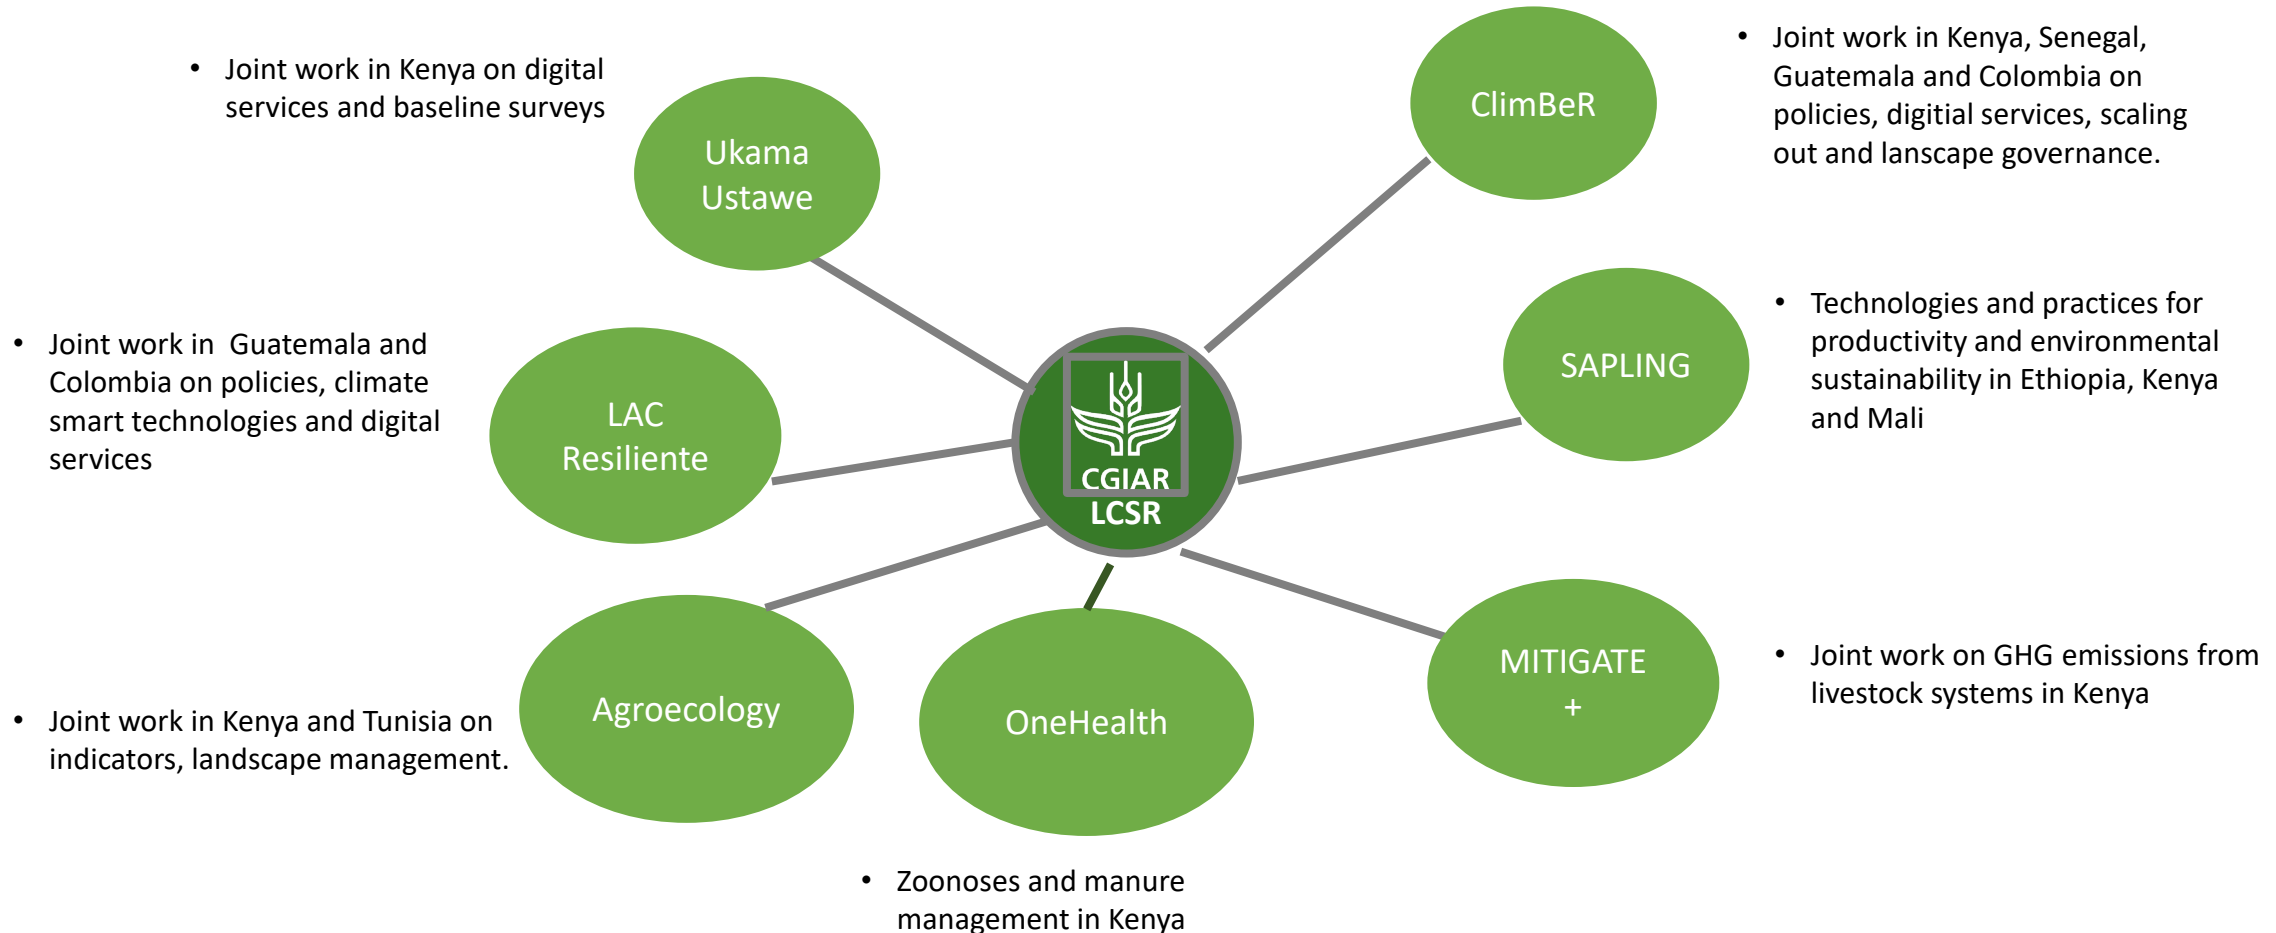 • Joint work in Kenya on digital
services and baseline surveys
Ukama
Ustawe
ClimBeR
• Joint work in Kenya, Senegal,
Guatemala and Colombia on
policies, digitial services, scaling
out and lanscape governance.
• Joint work in  Guatemala and
Colombia on policies, climate
smart technologies and digital
services
LAC
Resiliente
CGIAR
LCSR
SAPLING
• Technologies and practices for
productivity and environmental
sustainability in Ethiopia, Kenya
and Mali
• Joint work in Kenya and Tunisia on
indicators, landscape management.
Agroecology
OneHealth
• Zoonoses and manure
management in Kenya
MITIGATE
+
• Joint work on GHG emissions from
livestock systems in Kenya